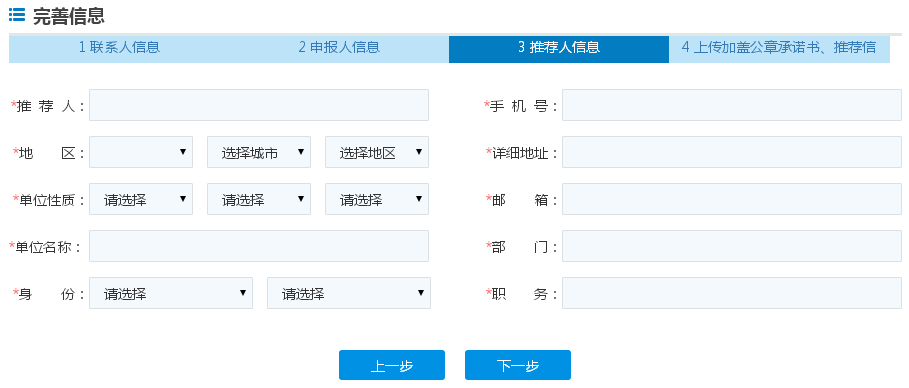 完善信息
1 联系人信息 2 申报人信息 3 推荐人信息 4 上传加盖公章承诺书、推荐信
*推 荐 人： *手 机 号：
*地 区： 选择城市 选择地区 *详细地址：
*单位性质： 请选择 请选择 请选择 *邮 箱：
*单位名称： *部 门：
*身 份： 请选择 请选择 *职 务：
上一步 下一步